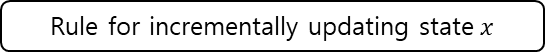 Rule for incrementally updating state 𝑥